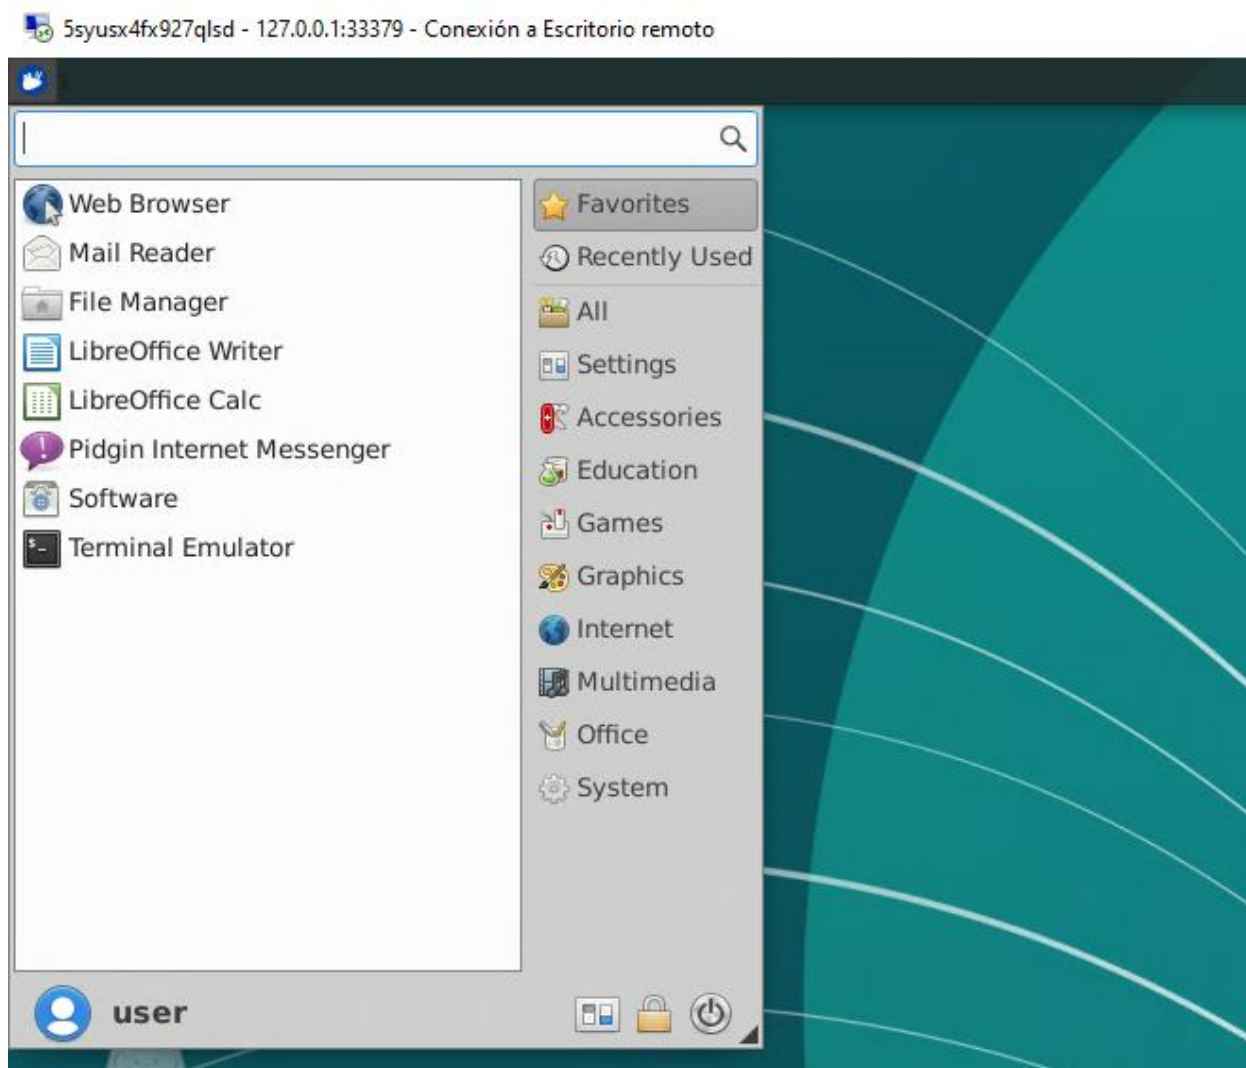 5syusx4fx927qlsd - 127.0.0.1:33379 - Conexión a Escritorio remoto
Web Browser
Mail Reader
File Manager
LibreOffice Writer
LibreOffice Calc
Pidgin Internet Messenger
Software
Terminal Emulator
Favorites
Recently Used
All
Settings
Accessories
Education
Games
Graphics
Internet
Multimedia
Office
System
user